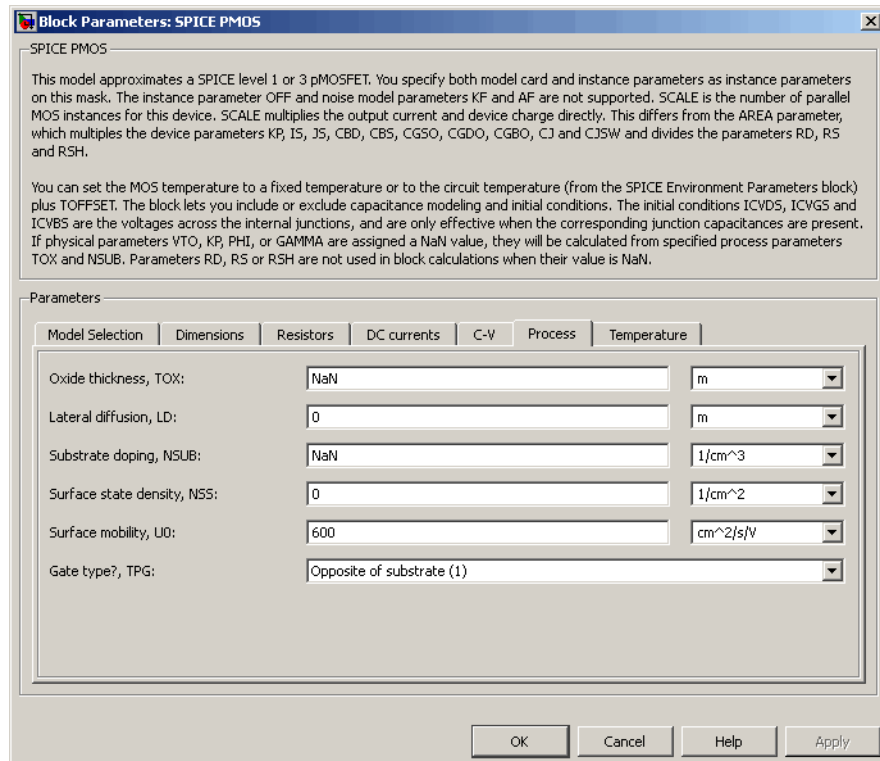 Block Parameters: SPICE PMOS
SPICE PMOS
This model approximates a SPICE level 1 or 3 pMOSFET. You specify both model card and instance parameters as instance parameters
on this mask. The instance parameter OFF and noise model parameters KF and AF are not supported. SCALE is the number of parallel
MOS instances for this device. SCALE multiplies the output current and device charge directly. This differs from the AREA parameter,
which multiples the device parameters KP, IS, JS, CBD, CBS, CGSO, CGDO, CGBO, CJ and CJSW and divides the parameters RD, RS
and RSH.
You can set the MOS temperature to a fixed temperature or to the circuit temperature (from the SPICE Environment Parameters block)
plus TOFFSET. The block lets you include or exclude capacitance modeling and initial conditions. The initial conditions ICVDS, ICVGS and
ICVBS are the voltages across the internal junctions, and are only effective when the corresponding junction capacitances are present.
If physical parameters VTO, KP, PHI, or GAMMA are assigned a NaN value, they will be calculated from specified process parameters
TOX and NSUB. Parameters RD, RS or RSH are not used in block calculations when their value is NaN.
Parameters
Model Selection Dimensions Resistors DC currents C-V Process Temperature
Oxide thickness, TOX: NaN m
Lateral diffusion, LD: 0 m
Substrate doping, NSUB: NaN 1/cm^3
Surface state density, NSS: 0 1/cm^2
Surface mobility, U0: 600 cm^2/s/V
Gate type?, TPG: Opposite of substrate (1)
OK Cancel Help Apply